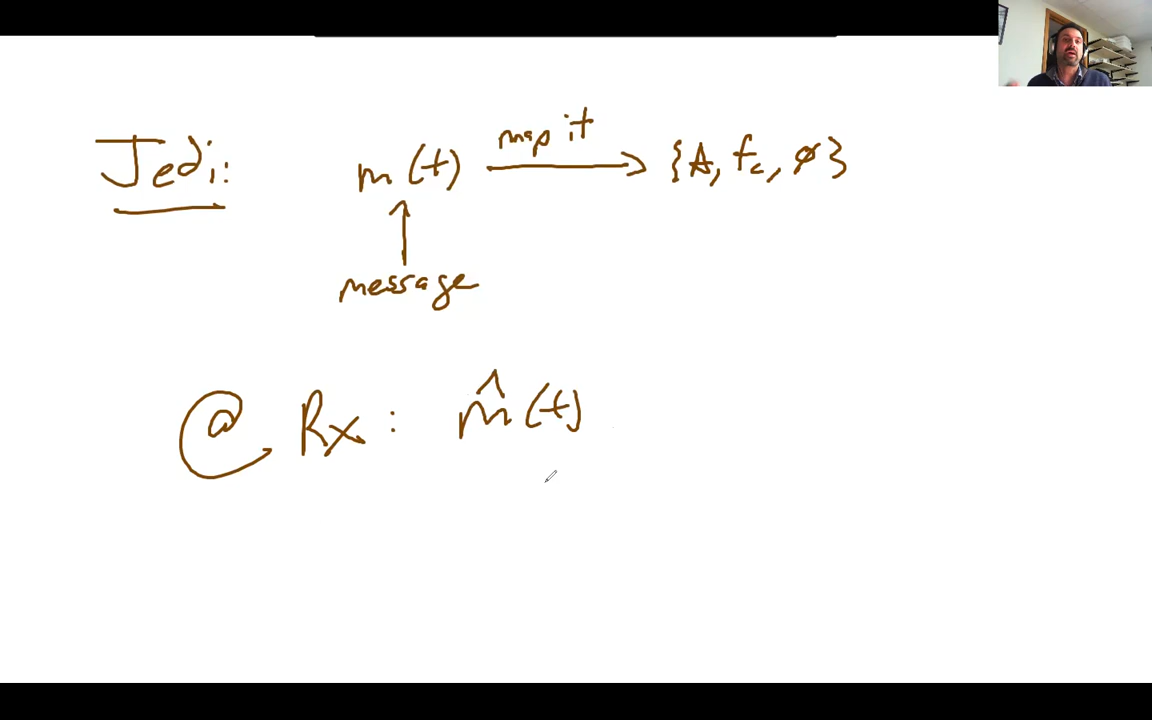 Jedi: m(t) map it → {A, fc, φ}
↑
message
@ Rx: m̂(t)